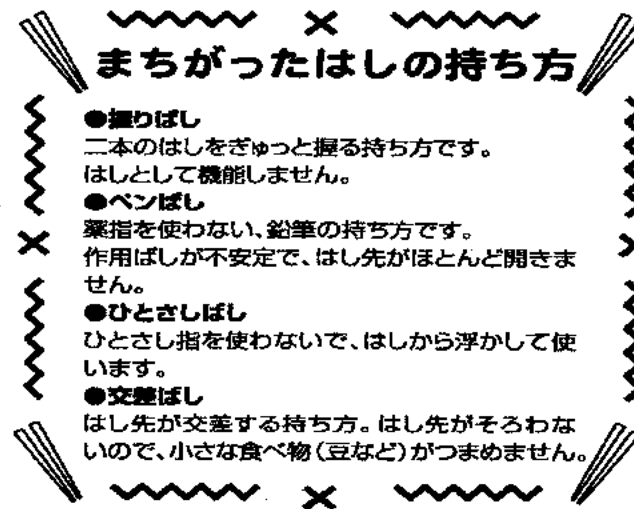 まちがったはしの持ち方
●握りばし
二本のはしをぎゅっと握る持ち方です。
はしとして機能しません。
●ペンばし
薬指を使わない、鉛筆の持ち方です。
作用ばしが不安定で、はし先がほとんど開きま
せん。
●ひとさしばし
ひとさし指を使わないで、はしから浮かして使
います。
●交差ばし
はし先が交差する持ち方。はし先がそろわな
いので、小さな食べ物(豆など)がつまめません。